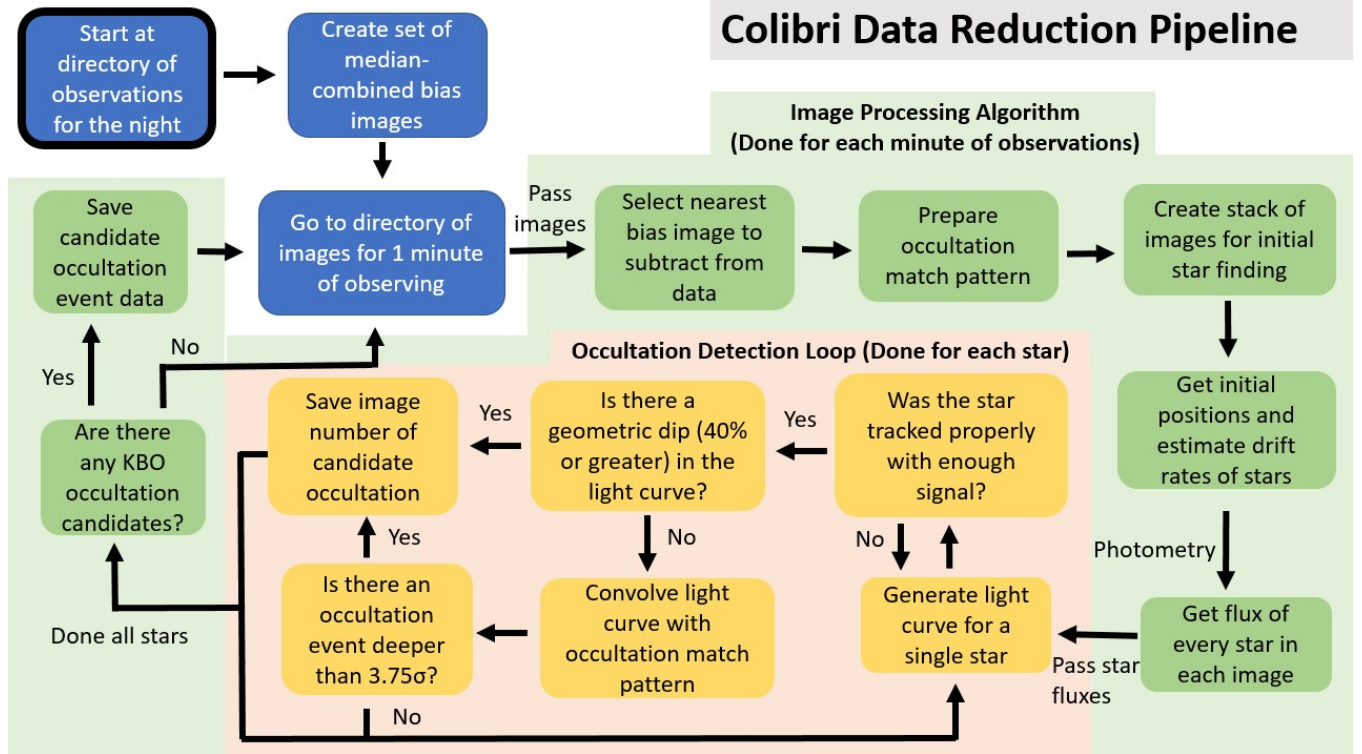 Colibri Data Reduction Pipeline
Start at
directory of
observations
for the night
Create set of
median-
combined bias
images
Image Processing Algorithm
(Done for each minute of observations)
Save
candidate
occultation
event data
Go to directory of
images for 1 minute
of observing
Pass
images
Select nearest
bias image to
subtract from
data
Prepare
occultation
match pattern
Create stack of
images for initial
star finding
Yes
No
Occultation Detection Loop (Done for each star)
Are there
any KBO
occultation
candidates?
Save image
number of
candidate
occultation
Yes
Is there a
geometric dip (40%
or greater) in the
light curve?
Yes
Was the star
tracked properly
with enough
signal?
Get initial
positions and
estimate drift
rates of stars
Yes
No
No
Photometry
Done all stars
Is there an
occultation
event deeper
than 3.75σ?
Convolve light
curve with
occultation match
pattern
Generate light
curve for a
single star
Pass star
fluxes
Get flux of
every star in
each image
No